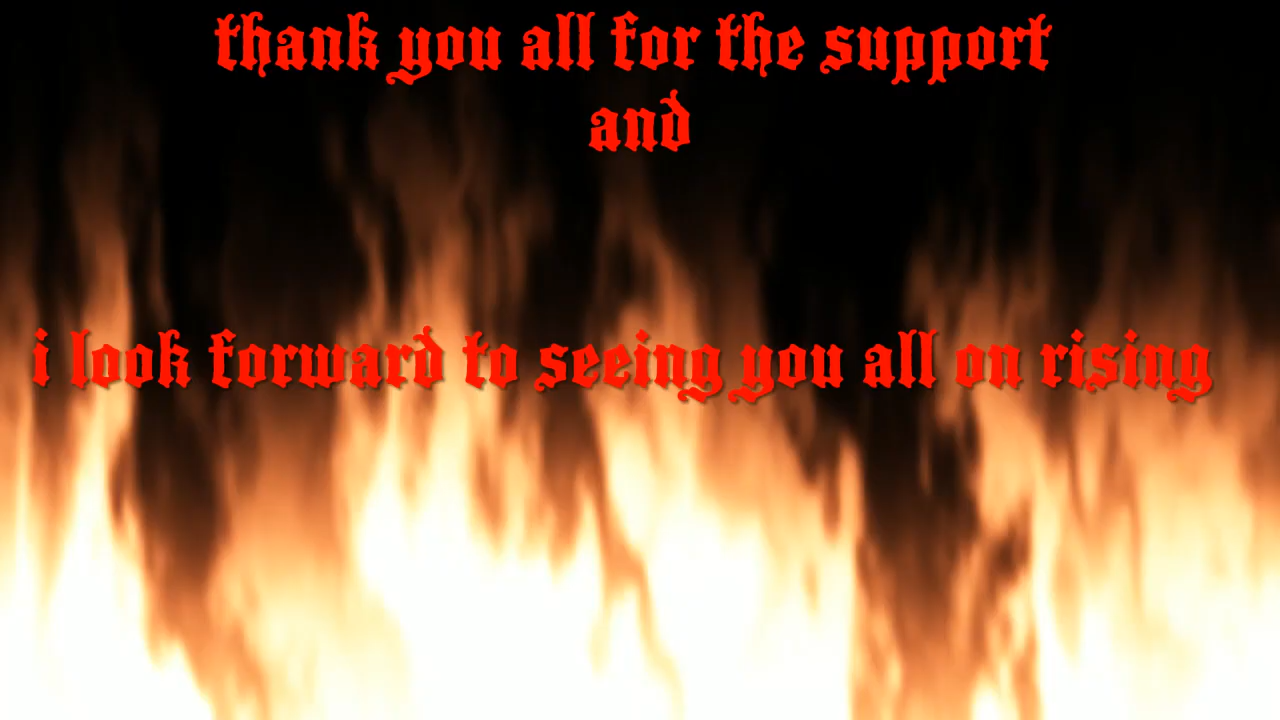 thank you all for the support
and
i look forward to seeing you all on rising